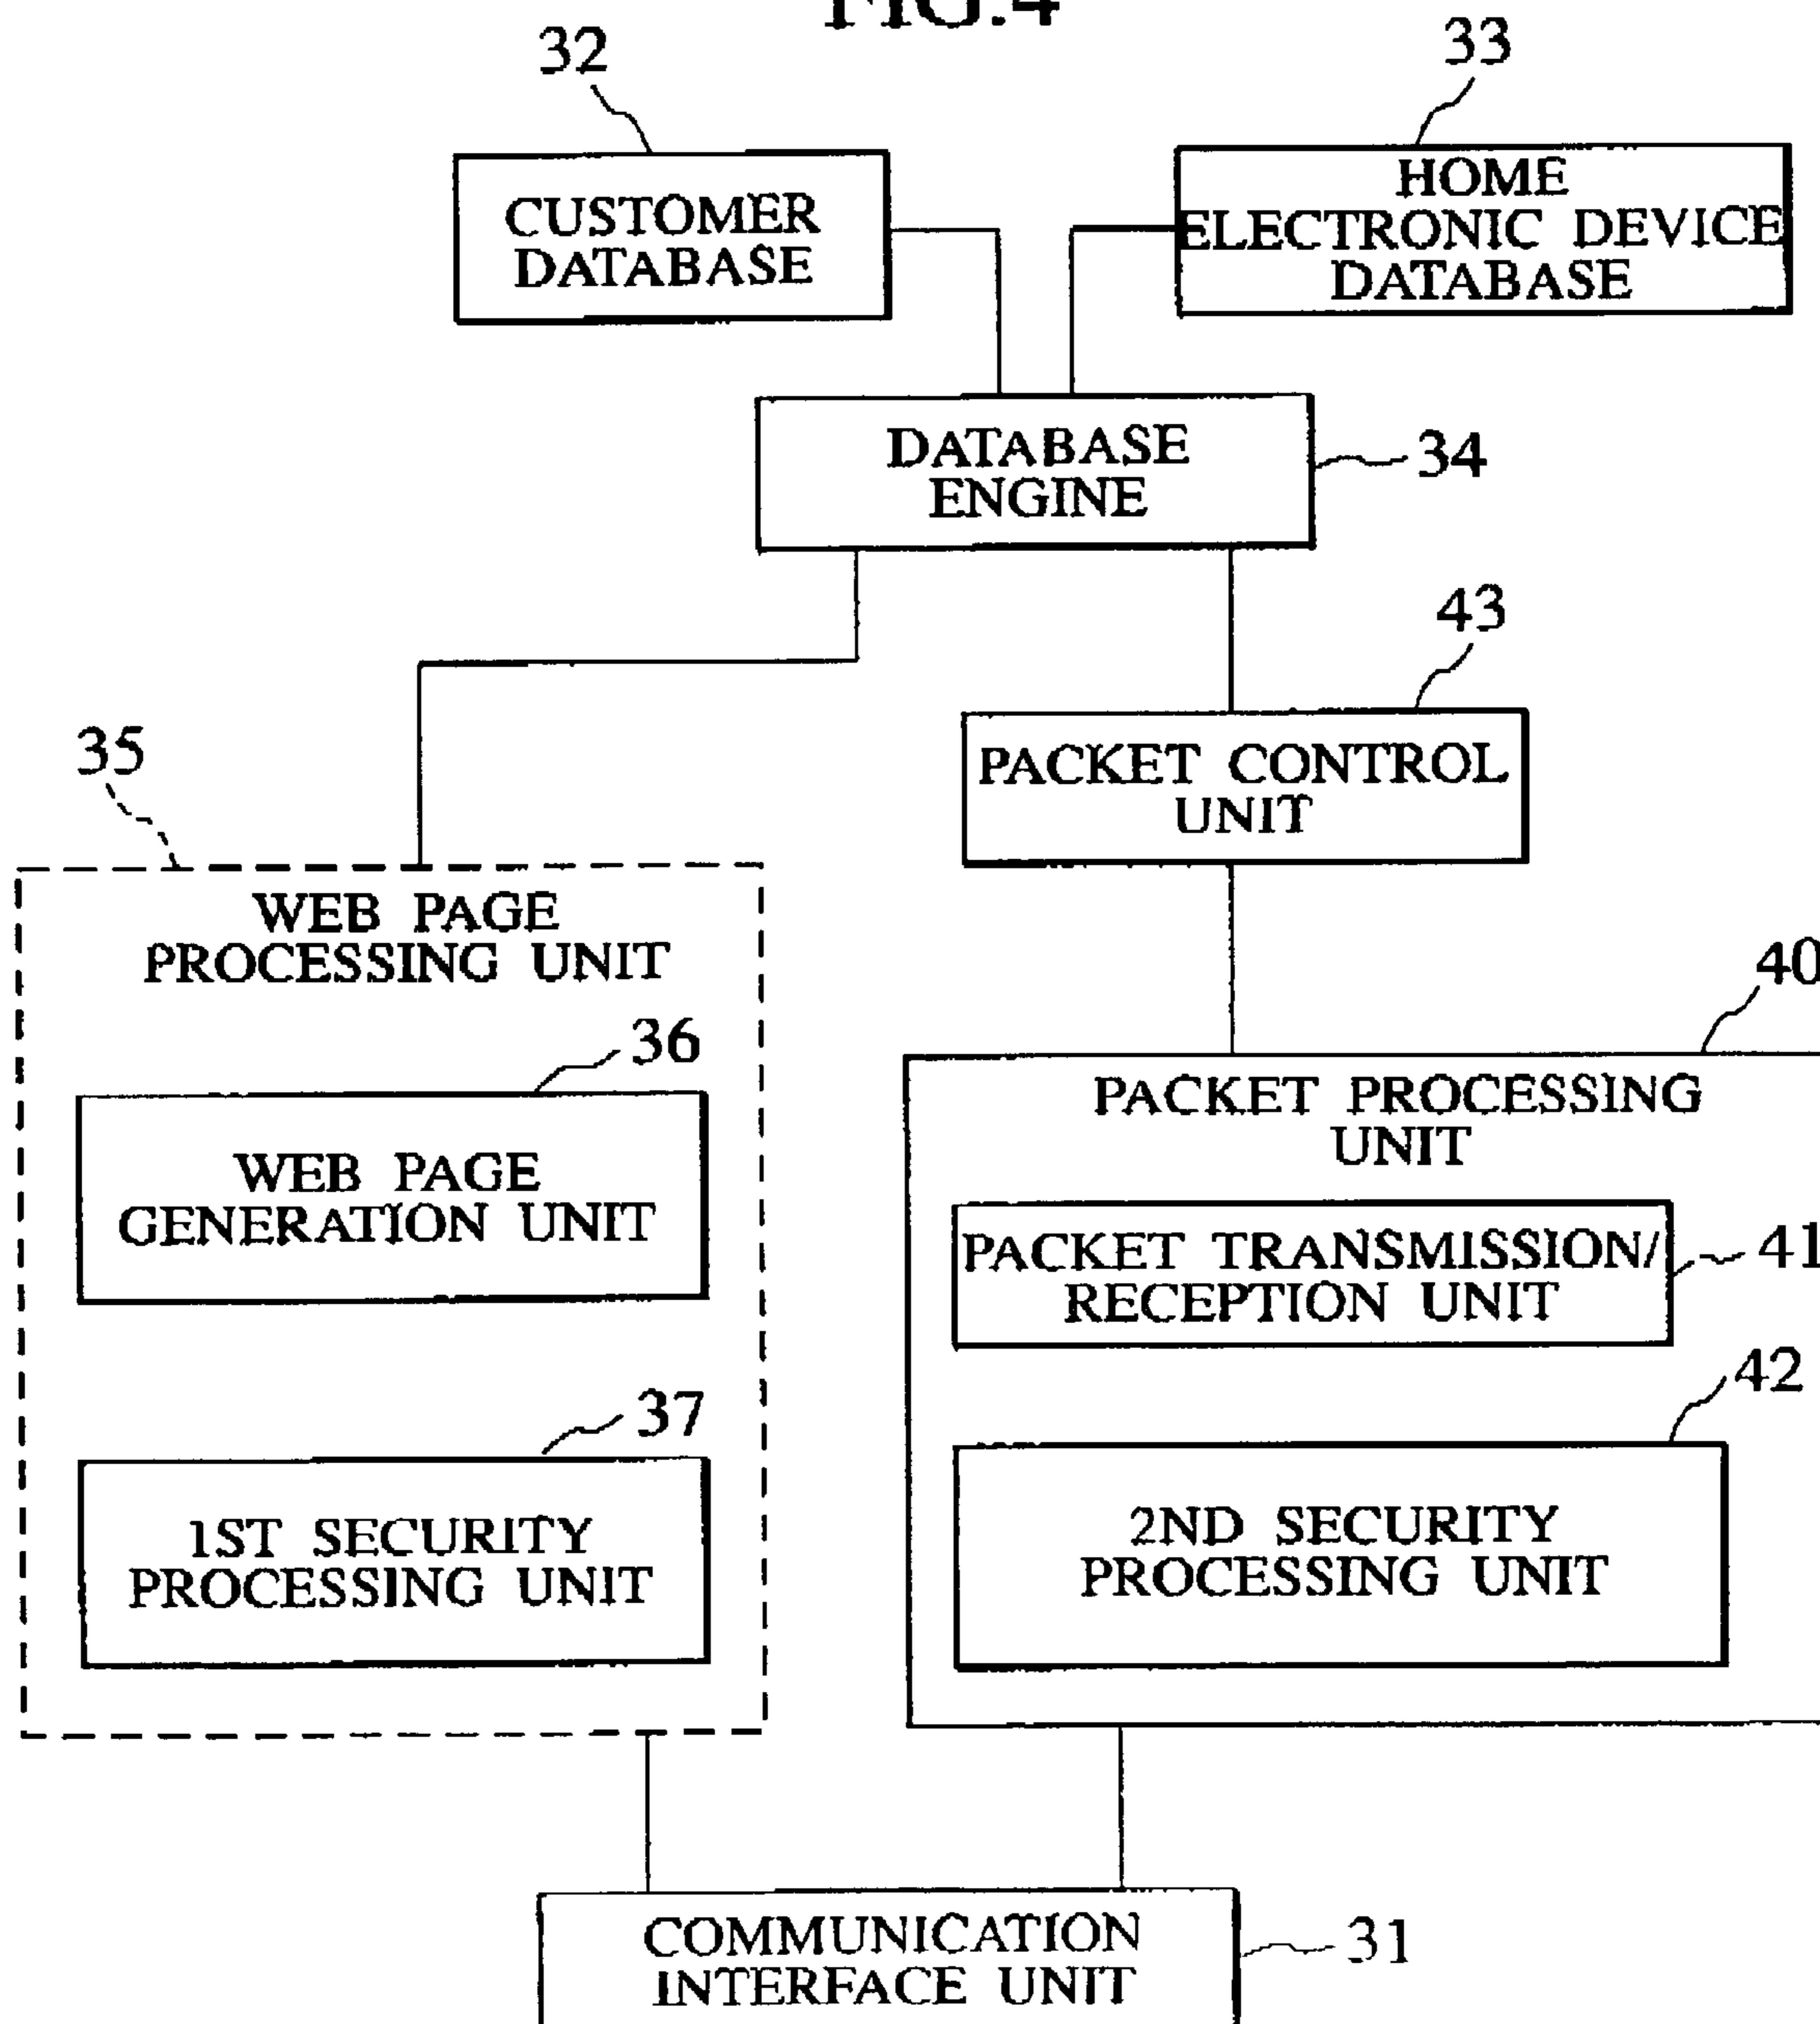 FIG.4
32
33
CUSTOMER
DATABASE
HOME
ELECTRONIC DEVICE
DATABASE
DATABASE
ENGINE
34
43
PACKET CONTROL
UNIT
35
WEB PAGE
PROCESSING UNIT
40
36
PACKET PROCESSING
UNIT
WEB PAGE
GENERATION UNIT
PACKET TRANSMISSION/
RECEPTION UNIT
41
42
37
1ST SECURITY
PROCESSING UNIT
2ND SECURITY
PROCESSING UNIT
COMMUNICATION
INTERFACE UNIT
31